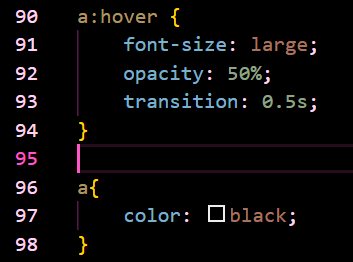 90 a:hover {
91     font-size: large;
92     opacity: 50%;
93     transition: 0.5s;
94 }
95
96 a{
97     color: black;
98 }